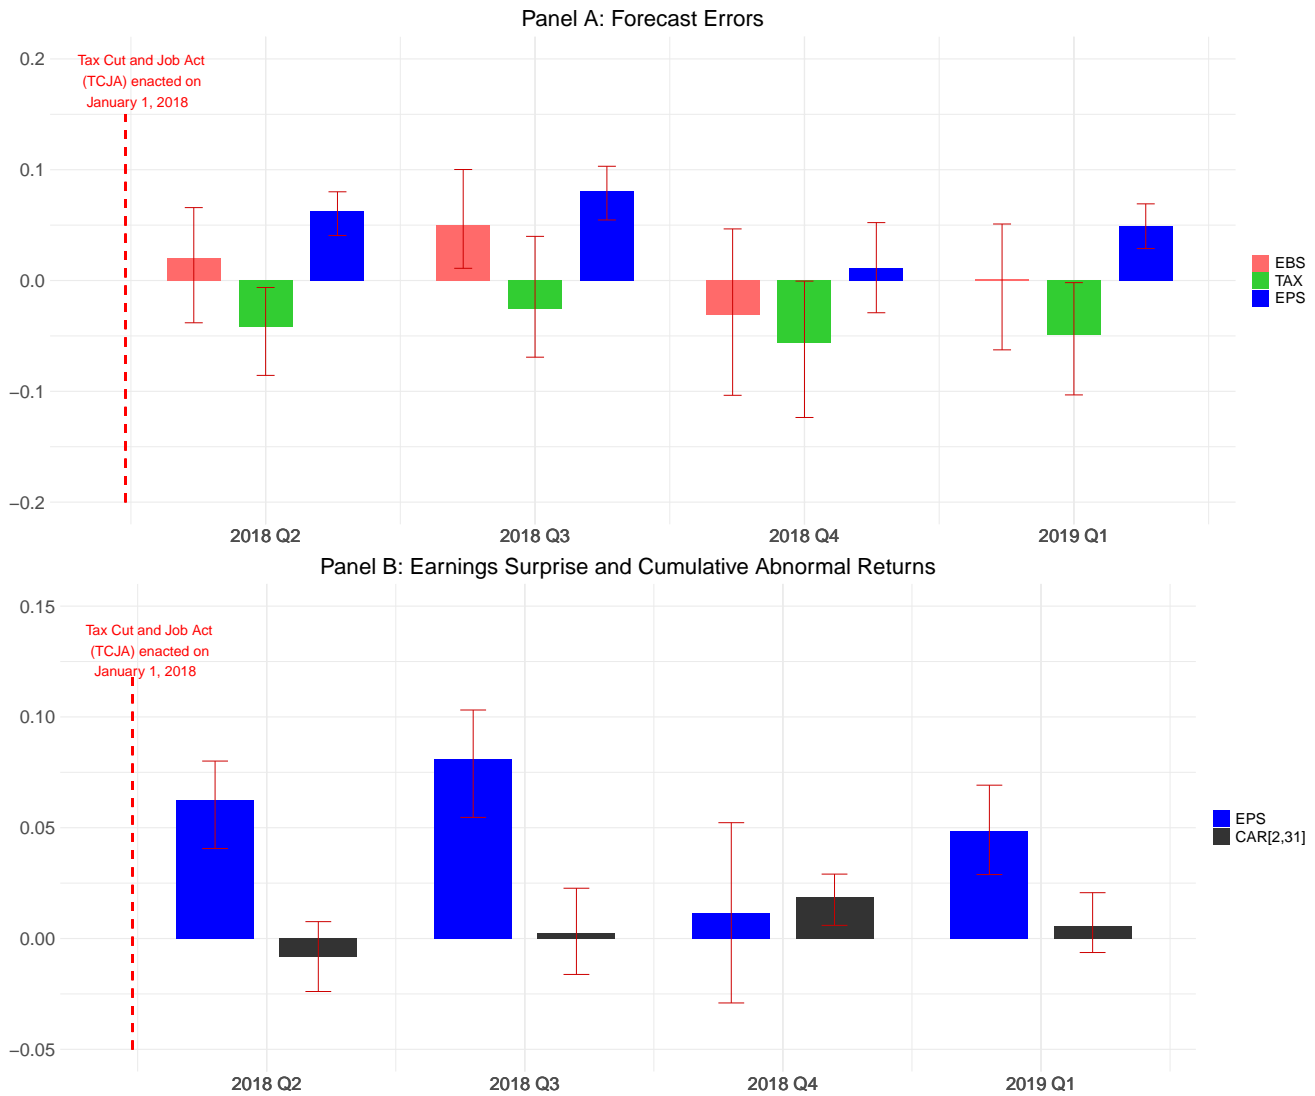 Panel A: Forecast Errors
0.2
0.1
0.0
−0.1
−0.2
Tax Cut and Job Act
(TCJA) enacted on
January 1, 2018
2018 Q2
2018 Q3
2018 Q4
2019 Q1
EBS
TAX
EPS
Panel B: Earnings Surprise and Cumulative Abnormal Returns
0.15
0.10
0.05
0.00
−0.05
Tax Cut and Job Act
(TCJA) enacted on
January 1, 2018
2018 Q2
2018 Q3
2018 Q4
2019 Q1
EPS
CAR[2,31]